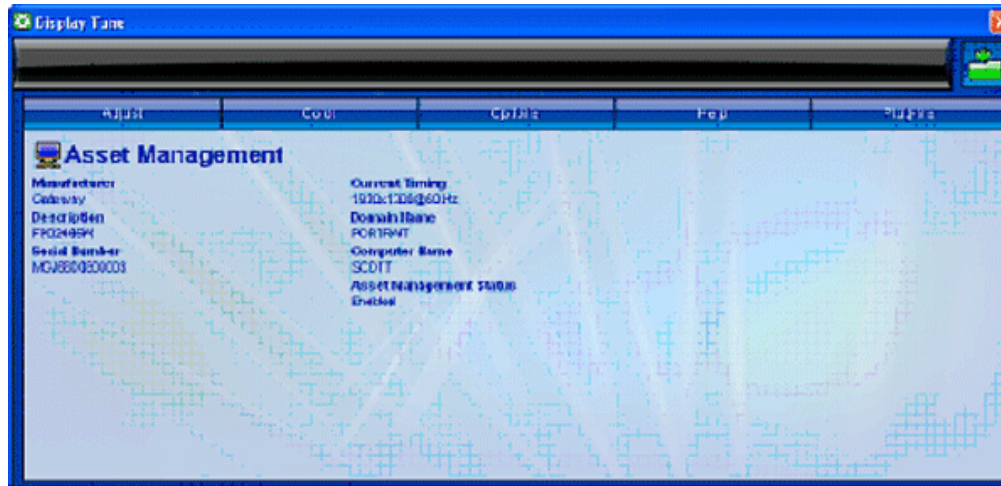 Display Tune
Adjust Color Options Help Plug-ins
Asset Management
Manufacturer
Gateway
Description
Serial Number
Current Timing
Domain Name
PORTRAIT
Computer Name
SCOTT
Asset Management Status
Enabled